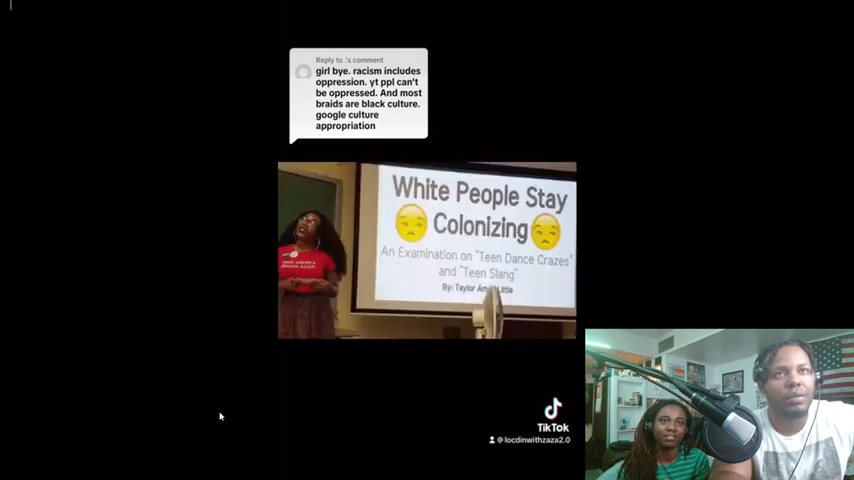 Reply to .'s comment
girl bye. racism includes
oppression. yt ppl can't
be oppressed. And most
braids are black culture.
google culture
appropriation
White People Stay
Colonizing
An Examination on "Teen Dance Crazes"
and "Teen Slang"
By: Taylor Am Little
TikTok
@locdinwithzaza2.0